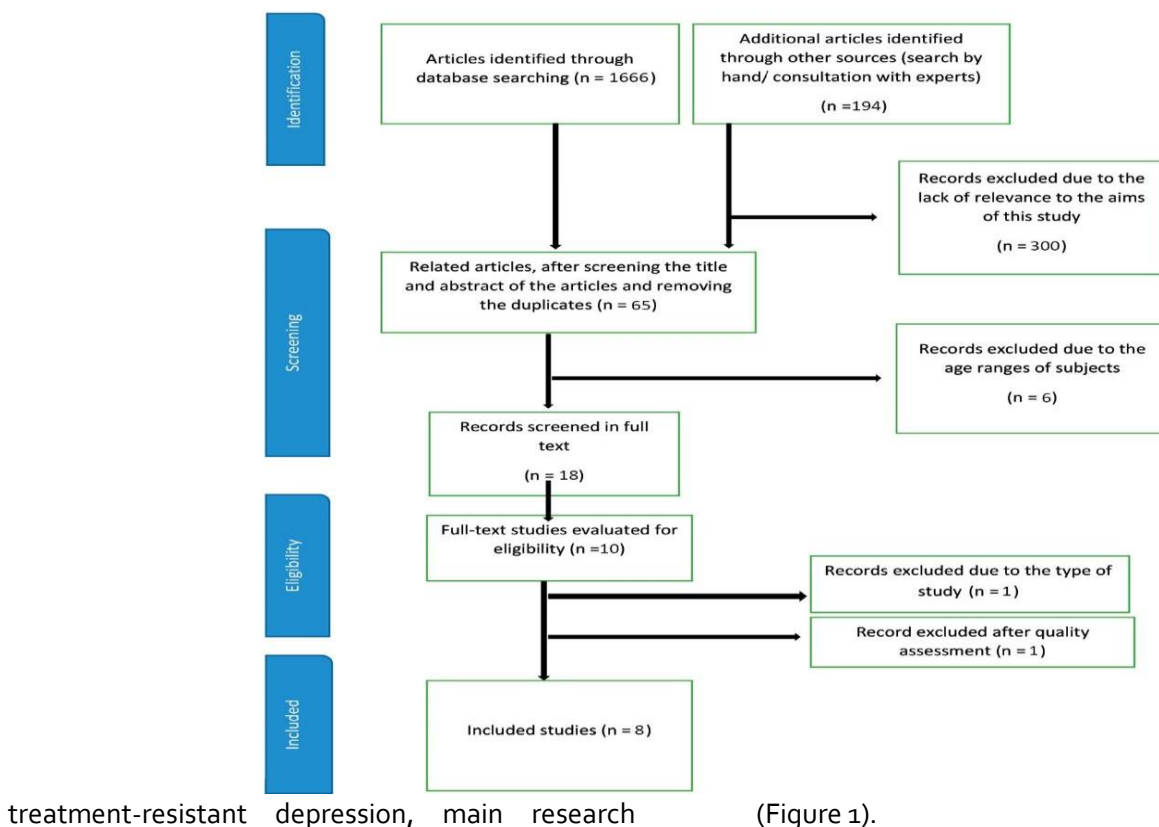 Identification
Articles identified through
database searching (n = 1666)
Additional articles identified
through other sources (search by
hand/ consultation with experts)
(n =194)
Records excluded due to the
lack of relevance to the aims
of this study
(n = 300)
Screening
Related articles, after screening the title
and abstract of the articles and removing
the duplicates (n = 65)
Records excluded due to the
age ranges of subjects
(n = 6)
Records screened in full
text
(n = 18)
Eligibility
Full-text studies evaluated for
eligibility (n =10)
Records excluded due to the type of
study (n = 1)
Record excluded after quality
assessment (n = 1)
Included
Included studies (n = 8)
treatment-resistant depression, main research
(Figure 1).